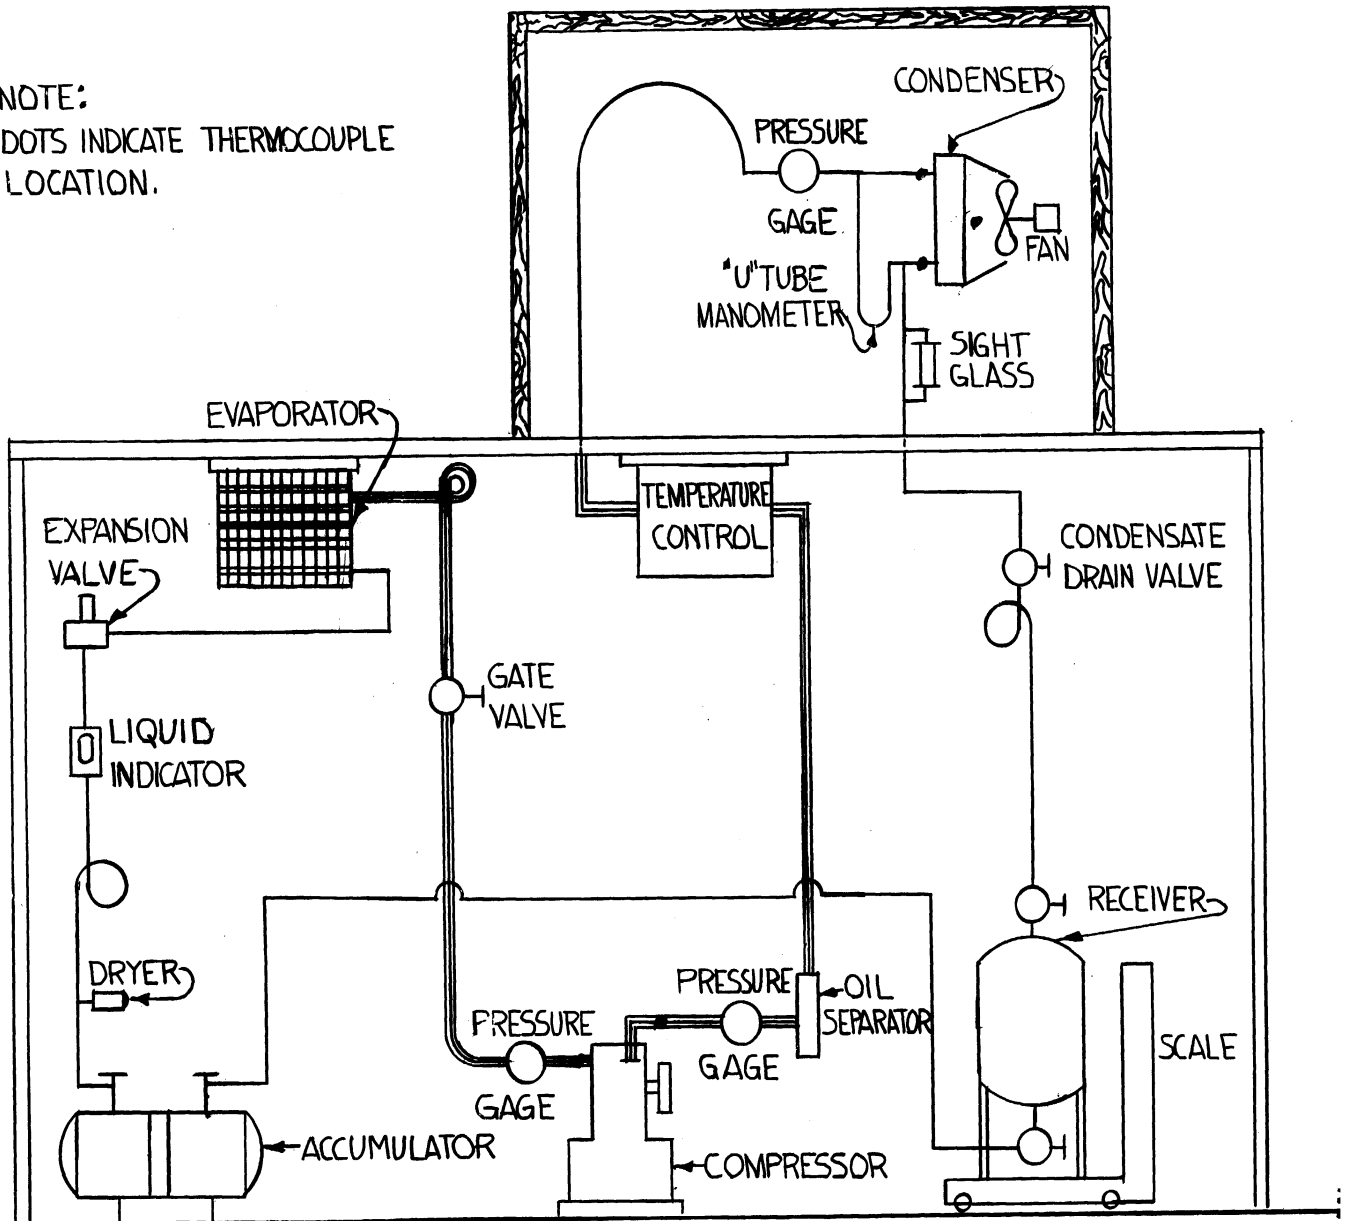 NOTE:
DOTS INDICATE THERMOCOUPLE
LOCATION.
CONDENSER
PRESSURE
GAGE
FAN
"U" TUBE
MANOMETER
SIGHT
GLASS
EVAPORATOR
TEMPERATURE
CONTROL
EXPANSION
VALVE
CONDENSATE
DRAIN VALVE
GATE
VALVE
LIQUID
INDICATOR
RECEIVER
DRYER
PRESSURE
GAGE
OIL
SEPARATOR
PRESSURE
GAGE
SCALE
ACCUMULATOR
COMPRESSOR